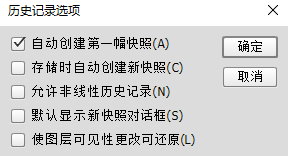 历史记录选项
自动创建第一幅快照(A)
确定
存储时自动创建新快照(C)
取消
允许非线性历史记录(N)
默认显示新快照对话框(S)
使图层可见性更改可还原(L)